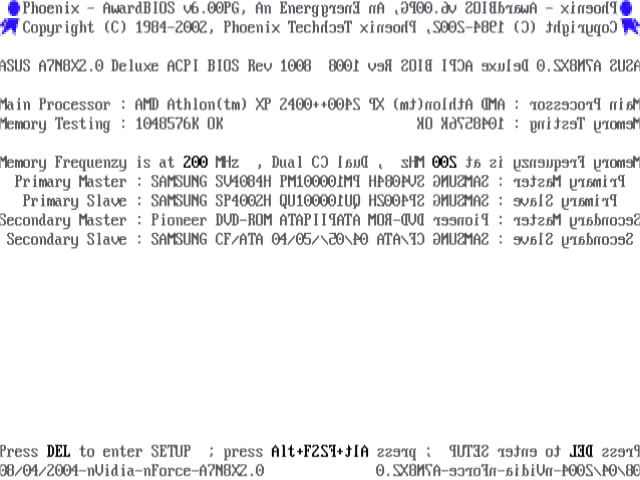 Phoenix - AwardBIOS v6.00PG, An Energy
Copyright (C) 1984-2002, Phoenix Tech
ASUS A7N8X2.0 Deluxe ACPI BIOS Rev 1008
Main Processor : AMD Athlon(tm) XP 2400+
Memory Testing : 1048576K OK
Memory Frequenzy is at 200 MHz , Dual C
Primary Master : SAMSUNG SV4084H PM10000
Primary Slave : SAMSUNG SP4002H QU10000
Secondary Master : Pioneer DVD-ROM ATAPI
Secondary Slave : SAMSUNG CF/ATA 04/05/
Press DEL to enter SETUP ; press Alt+F2
08/04/2004-nVidia-nForce-A7N8X2.0